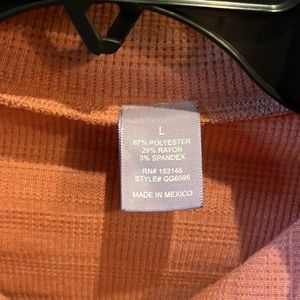 L
67% POLYESTER
29% RAYON
3% SPANDEX
RN# 153146
STYLE# GG6595
MADE IN MEXICO